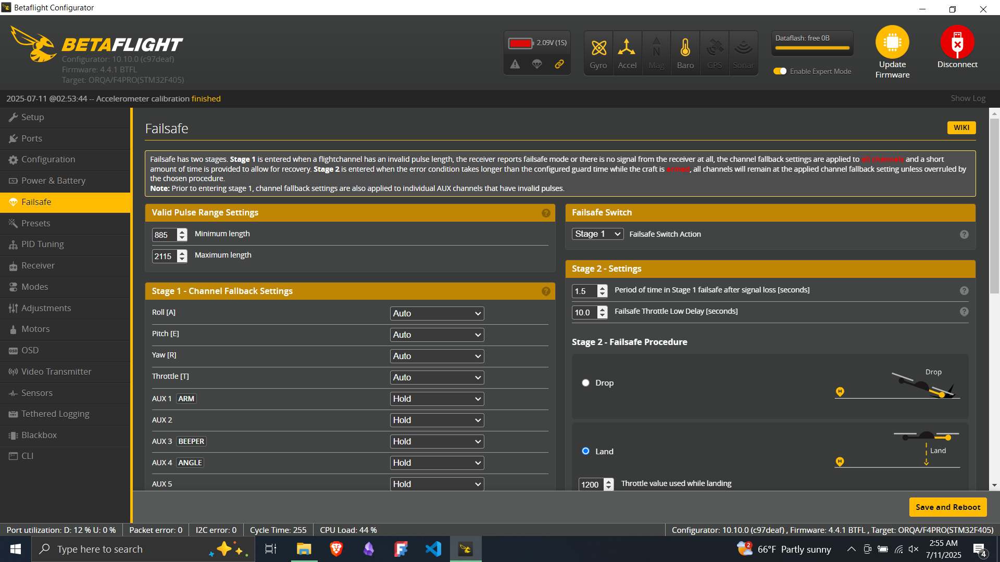 Betaflight Configurator
BETAFLIGHT
Configurator: 10.10.0 (c97deaf)
Firmware: 4.4.1 BTFL
Target: ORQA/F4PRO(STM32F405)
2.09V (1S)
Gyro
Accel
N
Mag
Baro
GPS
Sonar
Dataflash: free 0B
Enable Expert Mode
Update
Firmware
Disconnect
2025-07-11 @02:53:44 -- Accelerometer calibration finished
Show Log
Setup
Ports
Configuration
Power & Battery
Failsafe
Presets
PID Tuning
Receiver
Modes
Adjustments
Motors
OSD OSD
Video Transmitter
Sensors
Tethered Logging
Blackbox
CLI
Failsafe
WIKI
Failsafe has two stages. Stage 1 is entered when a flightchannel has an invalid pulse length, the receiver reports failsafe mode or there is no signal from the receiver at all, the channel fallback settings are applied to all channels and a short
amount of time is provided to allow for recovery. Stage 2 is entered when the error condition takes longer than the configured guard time while the craft is armed, all channels will remain at the applied channel fallback setting unless overruled by
the chosen procedure.
Note: Prior to entering stage 1, channel fallback settings are also applied to individual AUX channels that have invalid pulses.
Valid Pulse Range Settings ?
885 Minimum length
2115 Maximum length
Stage 1 - Channel Fallback Settings ?
Roll [A] Auto
Pitch [E] Auto
Yaw [R] Auto
Throttle [T] Auto
AUX 1 ARM Hold
AUX 2 Hold
AUX 3 BEEPER Hold
AUX 4 ANGLE Hold
AUX 5 Hold
Failsafe Switch
Stage 1 Failsafe Switch Action ?
Stage 2 - Settings
1.5 Period of time in Stage 1 failsafe after signal loss [seconds] ?
10.0 Failsafe Throttle Low Delay [seconds] ?
Stage 2 - Failsafe Procedure
Drop
Drop
H
Land
Land
H
1200 Throttle value used while landing
Save and Reboot
Port utilization: D: 12 % U: 0 % Packet error: 0 I2C error: 0 Cycle Time: 255 CPU Load: 44 %
Configurator: 10.10.0 (c97deaf) , Firmware: 4.4.1 BTFL , Target: ORQA/F4PRO(STM32F405)
Type here to search
2
66°F Partly sunny
2:55 AM
7/11/2025
4